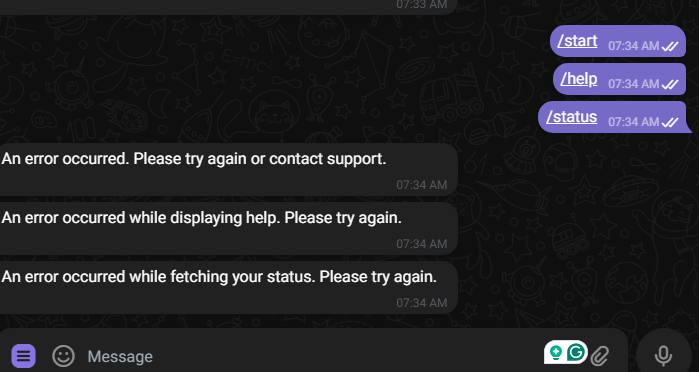 07:33 AM
/start 07:34 AM
/help 07:34 AM
/status 07:34 AM
An error occurred. Please try again or contact support.
07:34 AM
An error occurred while displaying help. Please try again.
07:34 AM
An error occurred while fetching your status. Please try again.
07:34 AM
Message